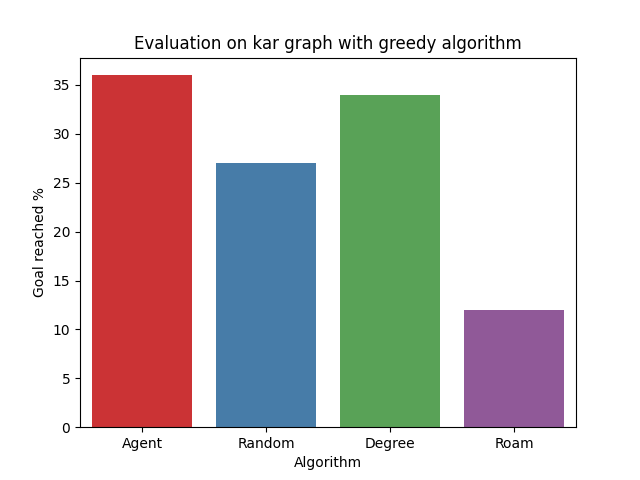 Evaluation on kar graph with greedy algorithm
Goal reached %
35
30
25
20
15
10
5
0
Agent Random Degree Roam
Algorithm